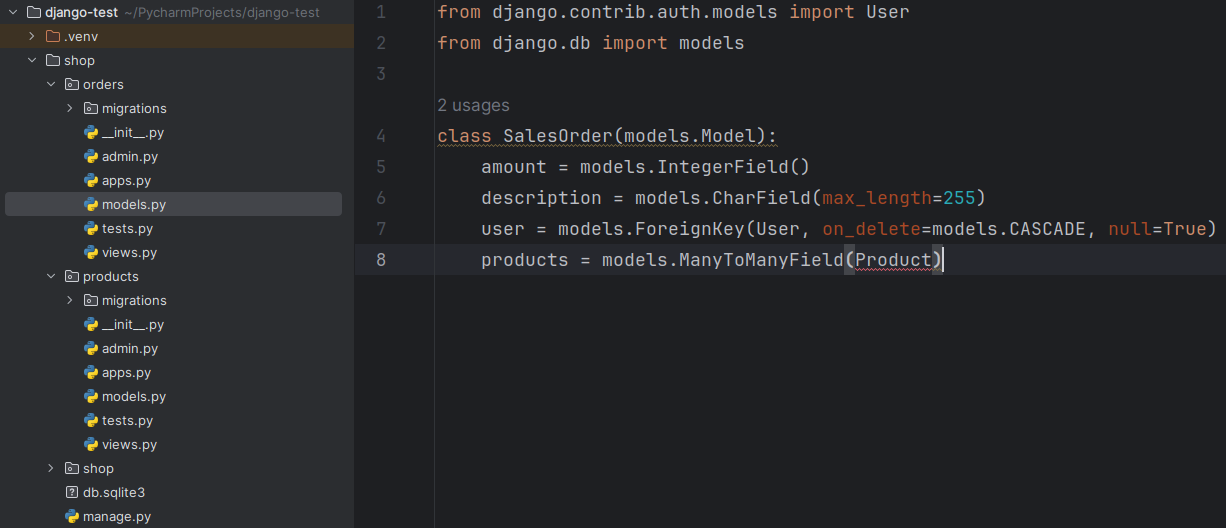 django-test ~/PycharmProjects/django-test
.venv
shop
orders
migrations
__init__.py
admin.py
apps.py
models.py
tests.py
views.py
products
migrations
__init__.py
admin.py
apps.py
models.py
tests.py
views.py
shop
db.sqlite3
manage.py
1 from django.contrib.auth.models import User
2 from django.db import models
3
2 usages
4 class SalesOrder(models.Model):
5 amount = models.IntegerField()
6 description = models.CharField(max_length=255)
7 user = models.ForeignKey(User, on_delete=models.CASCADE, null=True)
8 products = models.ManyToManyField(Product)